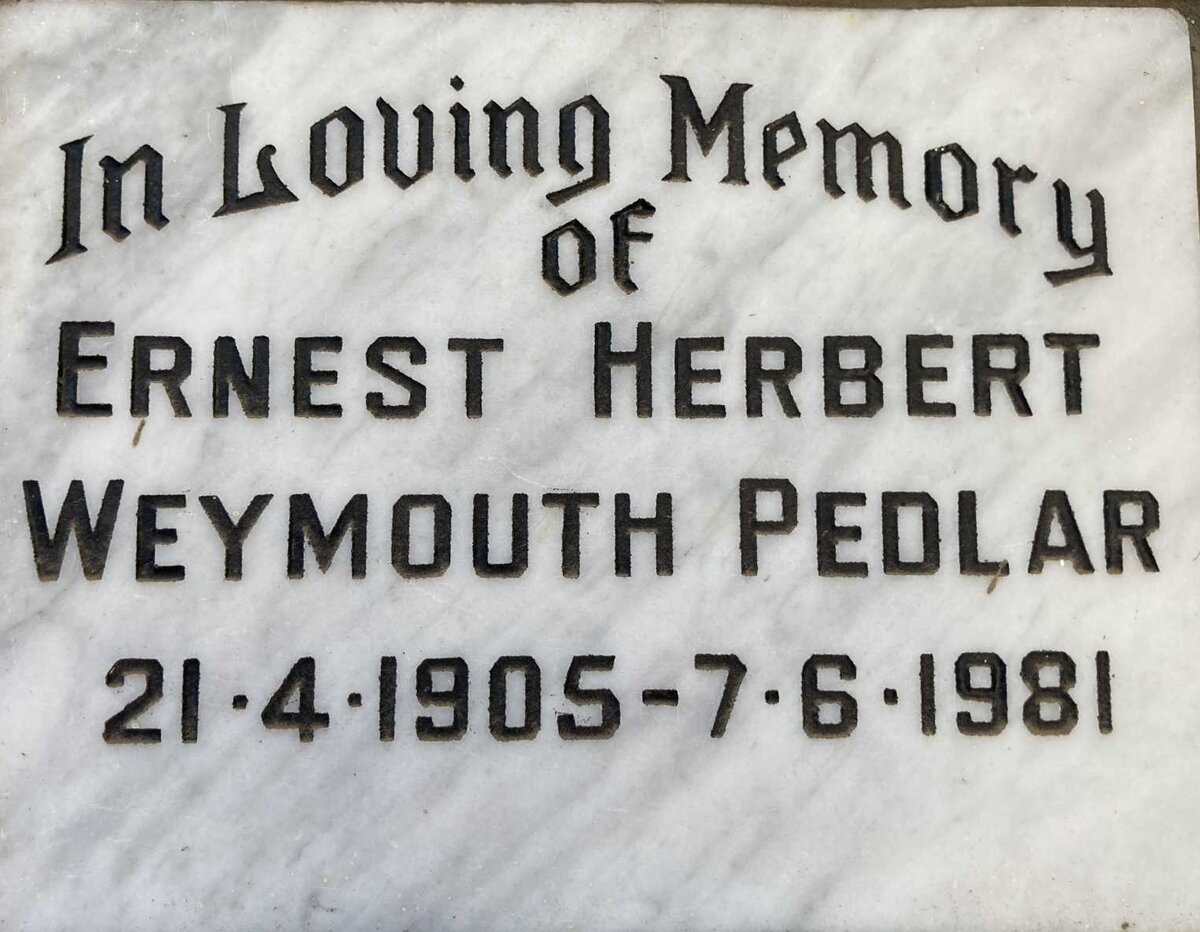 In Loving Memory
of
ERNEST HERBERT
WEYMOUTH PEDLAR
21·4·1905-7·6·1981